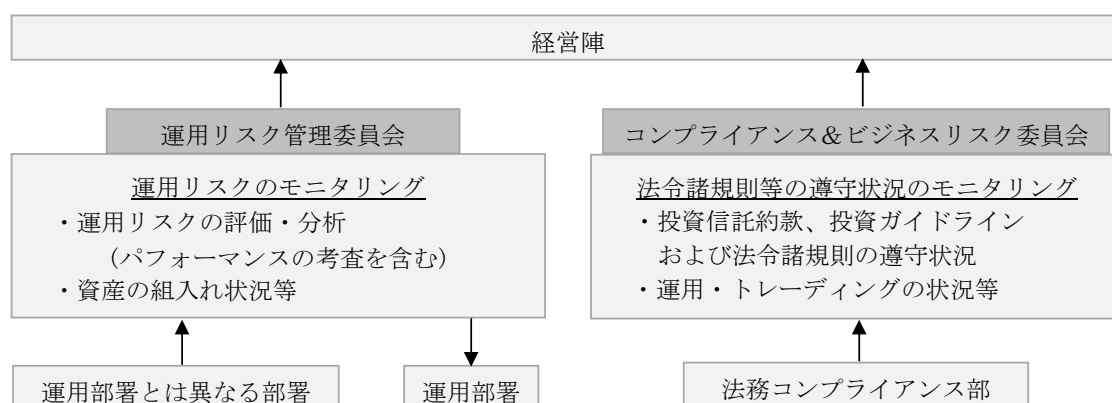 経営陣
運用リスク管理委員会
コンプライアンス&ビジネスリスク委員会
運用リスクのモニタリング
・運用リスクの評価・分析
（パフォーマンスの考査を含む）
・資産の組入れ状況等
法令諸規則等の遵守状況のモニタリング
・投資信託約款、投資ガイドライン
および法令諸規則の遵守状況
・運用・トレーディングの状況等
運用部署とは異なる部署
運用部署
法務コンプライアンス部